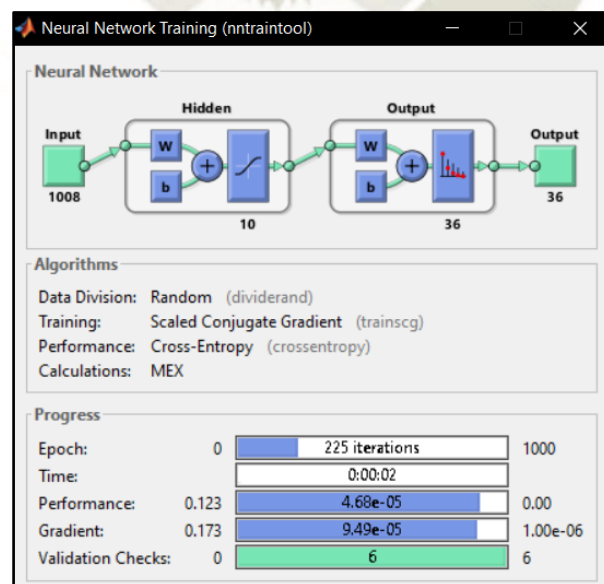 Neural Network Training (nntraintool)
Neural Network
Hidden Output
Input Output
W W
b b
1008 10 36 36
Algorithms
Data Division: Random (dividerand)
Training: Scaled Conjugate Gradient (trainscg)
Performance: Cross-Entropy (crossentropy)
Calculations: MEX
Progress
Epoch: 0 225 iterations 1000
Time: 0:00:02
Performance: 0.123 4.68e-05 0.00
Gradient: 0.173 9.49e-05 1.00e-06
Validation Checks: 0 6 6